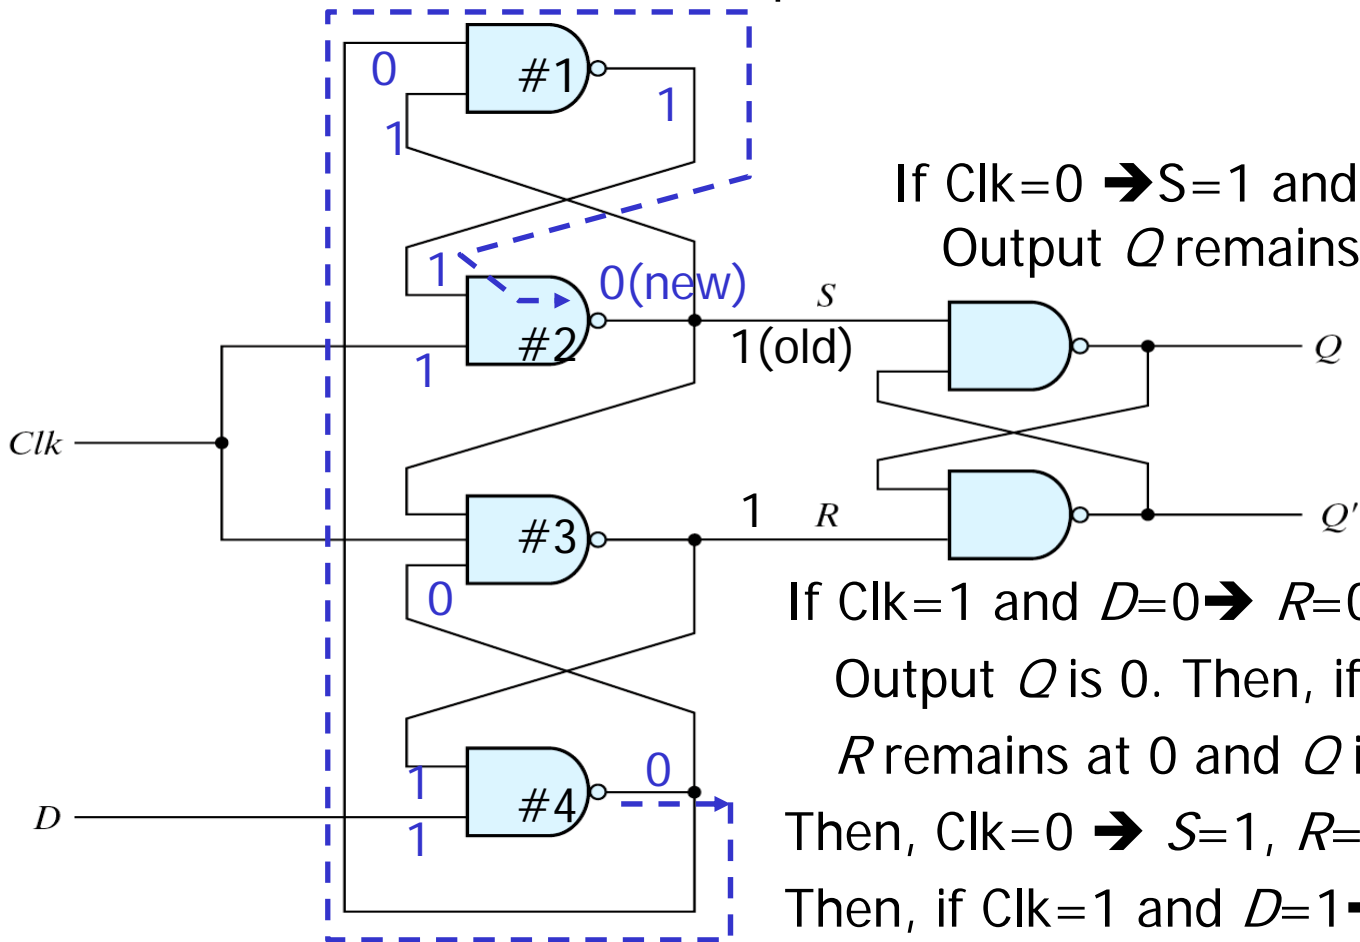 0
#1
1
1
If Clk=0 ➔S=1 and
Output Q remains
1
0(new)
S
#2
1(old)
1
Q
Clk
#3
1
R
Q'
0
If Clk=1 and D=0➔ R=0
Output Q is 0. Then, if
R remains at 0 and Q i
1
0
D
#4
1
Then, Clk=0 ➔ S=1, R=
Then, if Clk=1 and D=1